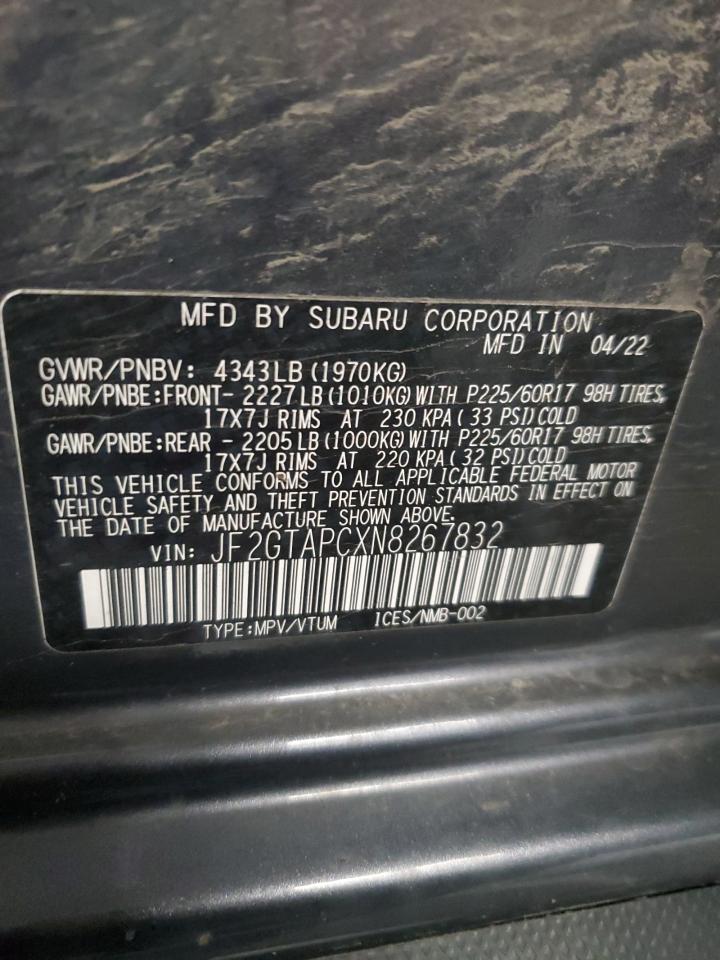 MFD BY SUBARU CORPORATION
MFD IN 04/22
GVWR/PNBV: 4343LB(1970KG)
GAWR/PNBE:FRONT- 2227LB(1010KG)WITH P225/60R17 98H TIRES,
17X7J RIMS AT 230 KPA( 33 PSI)COLD
GAWR/PNBE:REAR - 2205LB(1000KG)WITH P225/60R17 98H TIRES,
17X7J RIMS AT 220 KPA( 32 PSI)COLD
THIS VEHICLE CONFORMS TO ALL APPLICABLE FEDERAL MOTOR
VEHICLE SAFETY AND THEFT PREVENTION STANDARDS IN EFFECT ON
THE DATE OF MANUFACTURE SHOWN ABOVE.
VIN: JF2GTAPCXN8267832
TYPE:MPV/VTUM ICES/NMB-002